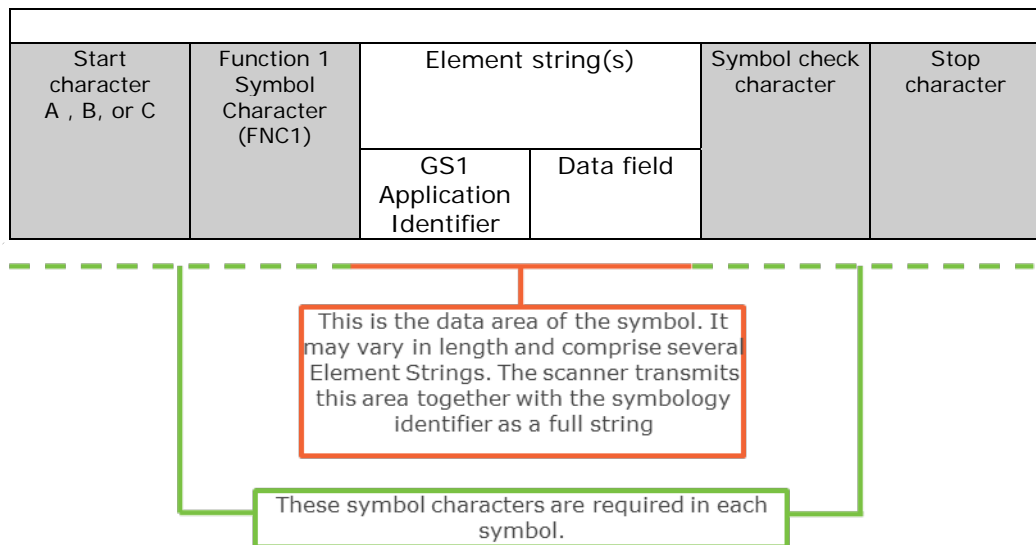 Start
character
A , B, or C
Function 1
Symbol
Character
(FNC1)
Element string(s)
Symbol check
character
Stop
character
GS1
Application
Identifier
Data field
This is the data area of the symbol. It
may vary in length and comprise several
Element Strings. The scanner transmits
this area together with the symbology
identifier as a full string
These symbol characters are required in each
symbol.